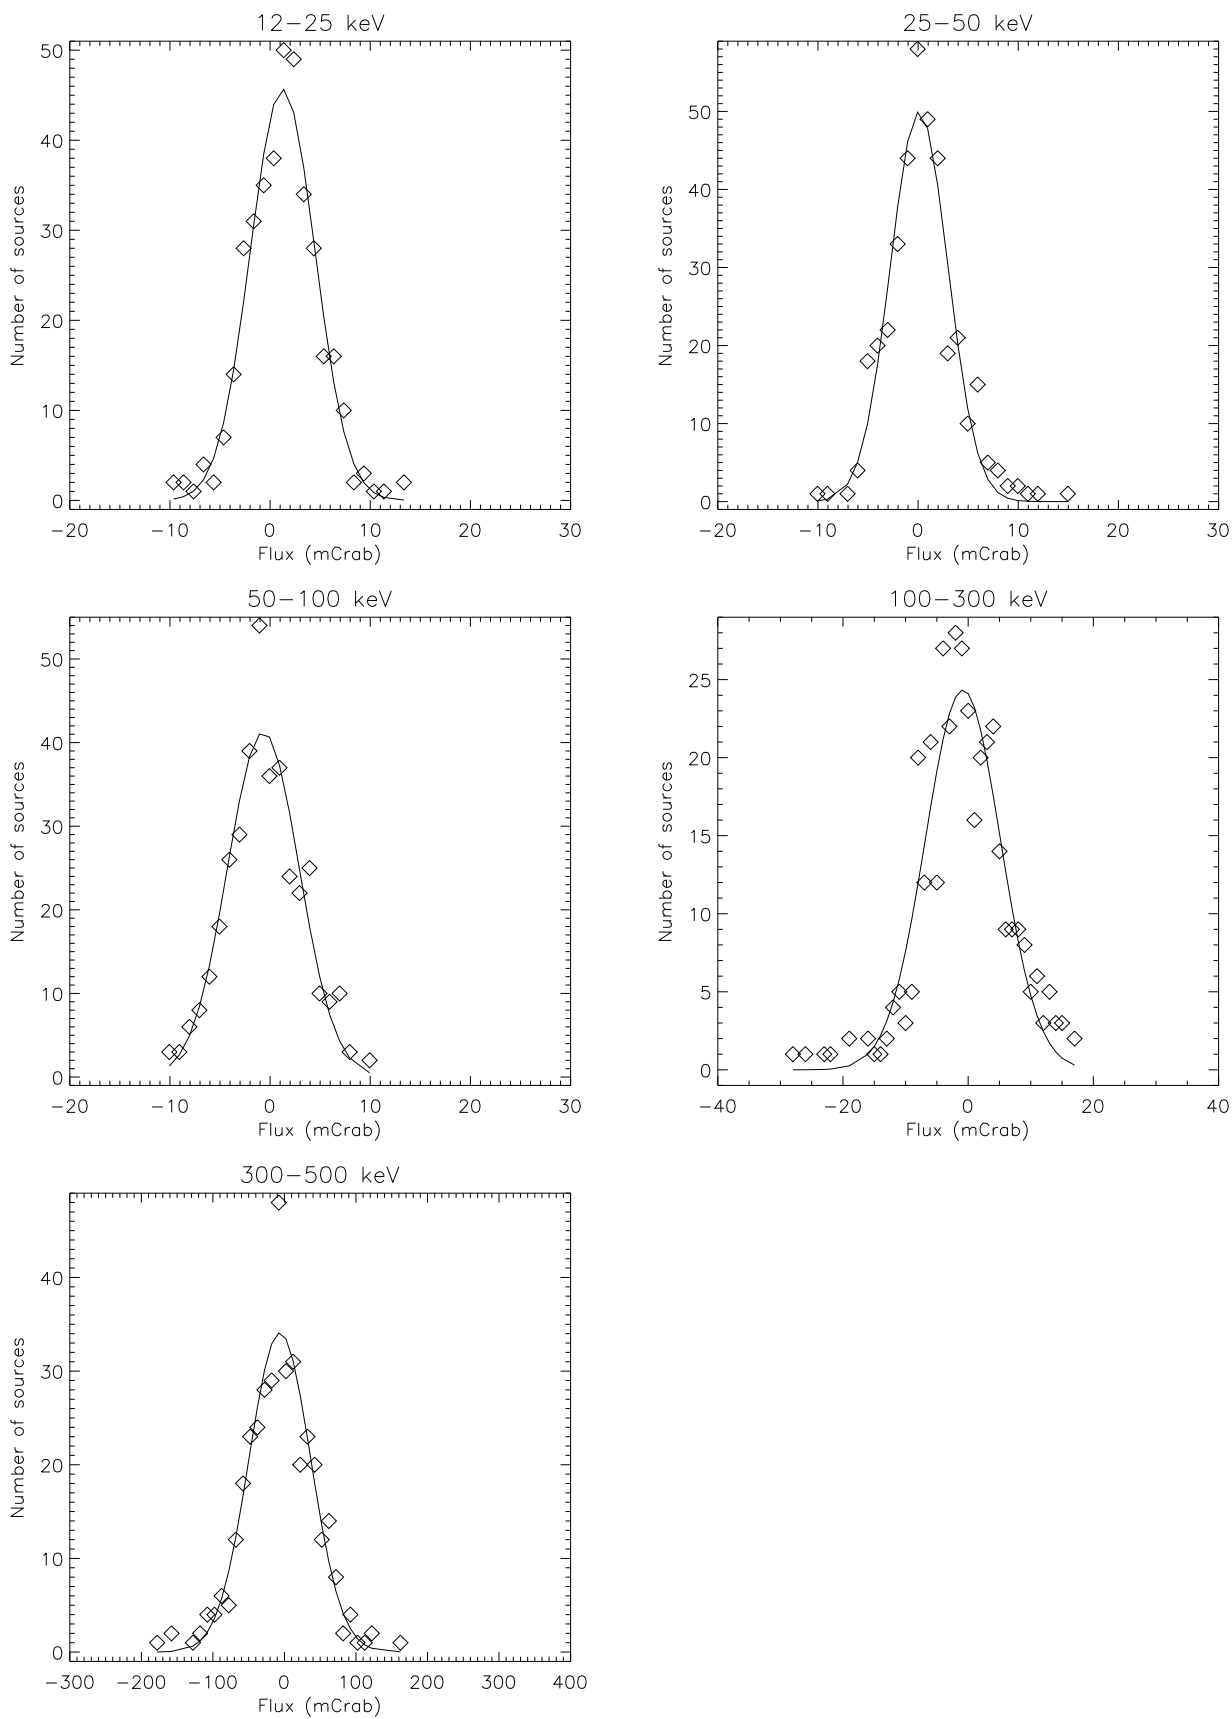 12−25 keV
50
40
30
20
10
0
Number of sources
−20 −10 0 10 20 30
Flux (mCrab)
25−50 keV
50
40
30
20
10
0
Number of sources
−20 −10 0 10 20 30
Flux (mCrab)
50−100 keV
50
40
30
20
10
0
Number of sources
−20 −10 0 10 20 30
Flux (mCrab)
100−300 keV
25
20
15
10
5
0
Number of sources
−40 −20 0 20 40
Flux (mCrab)
300−500 keV
40
30
20
10
0
Number of sources
−300 −200 −100 0 100 200 300 400
Flux (mCrab)